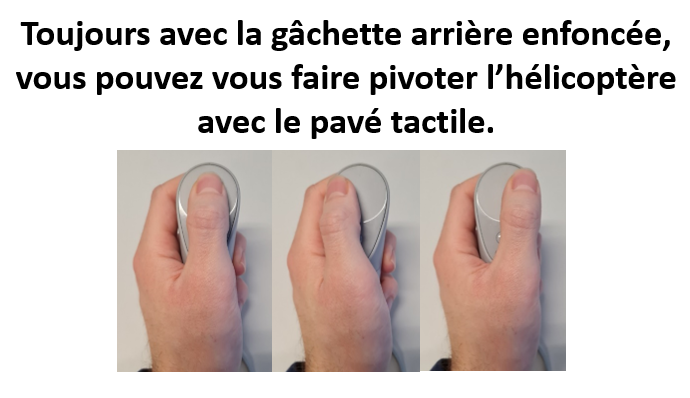 Toujours avec la gâchette arrière enfoncée,
vous pouvez vous faire pivoter l’hélicoptère
avec le pavé tactile.